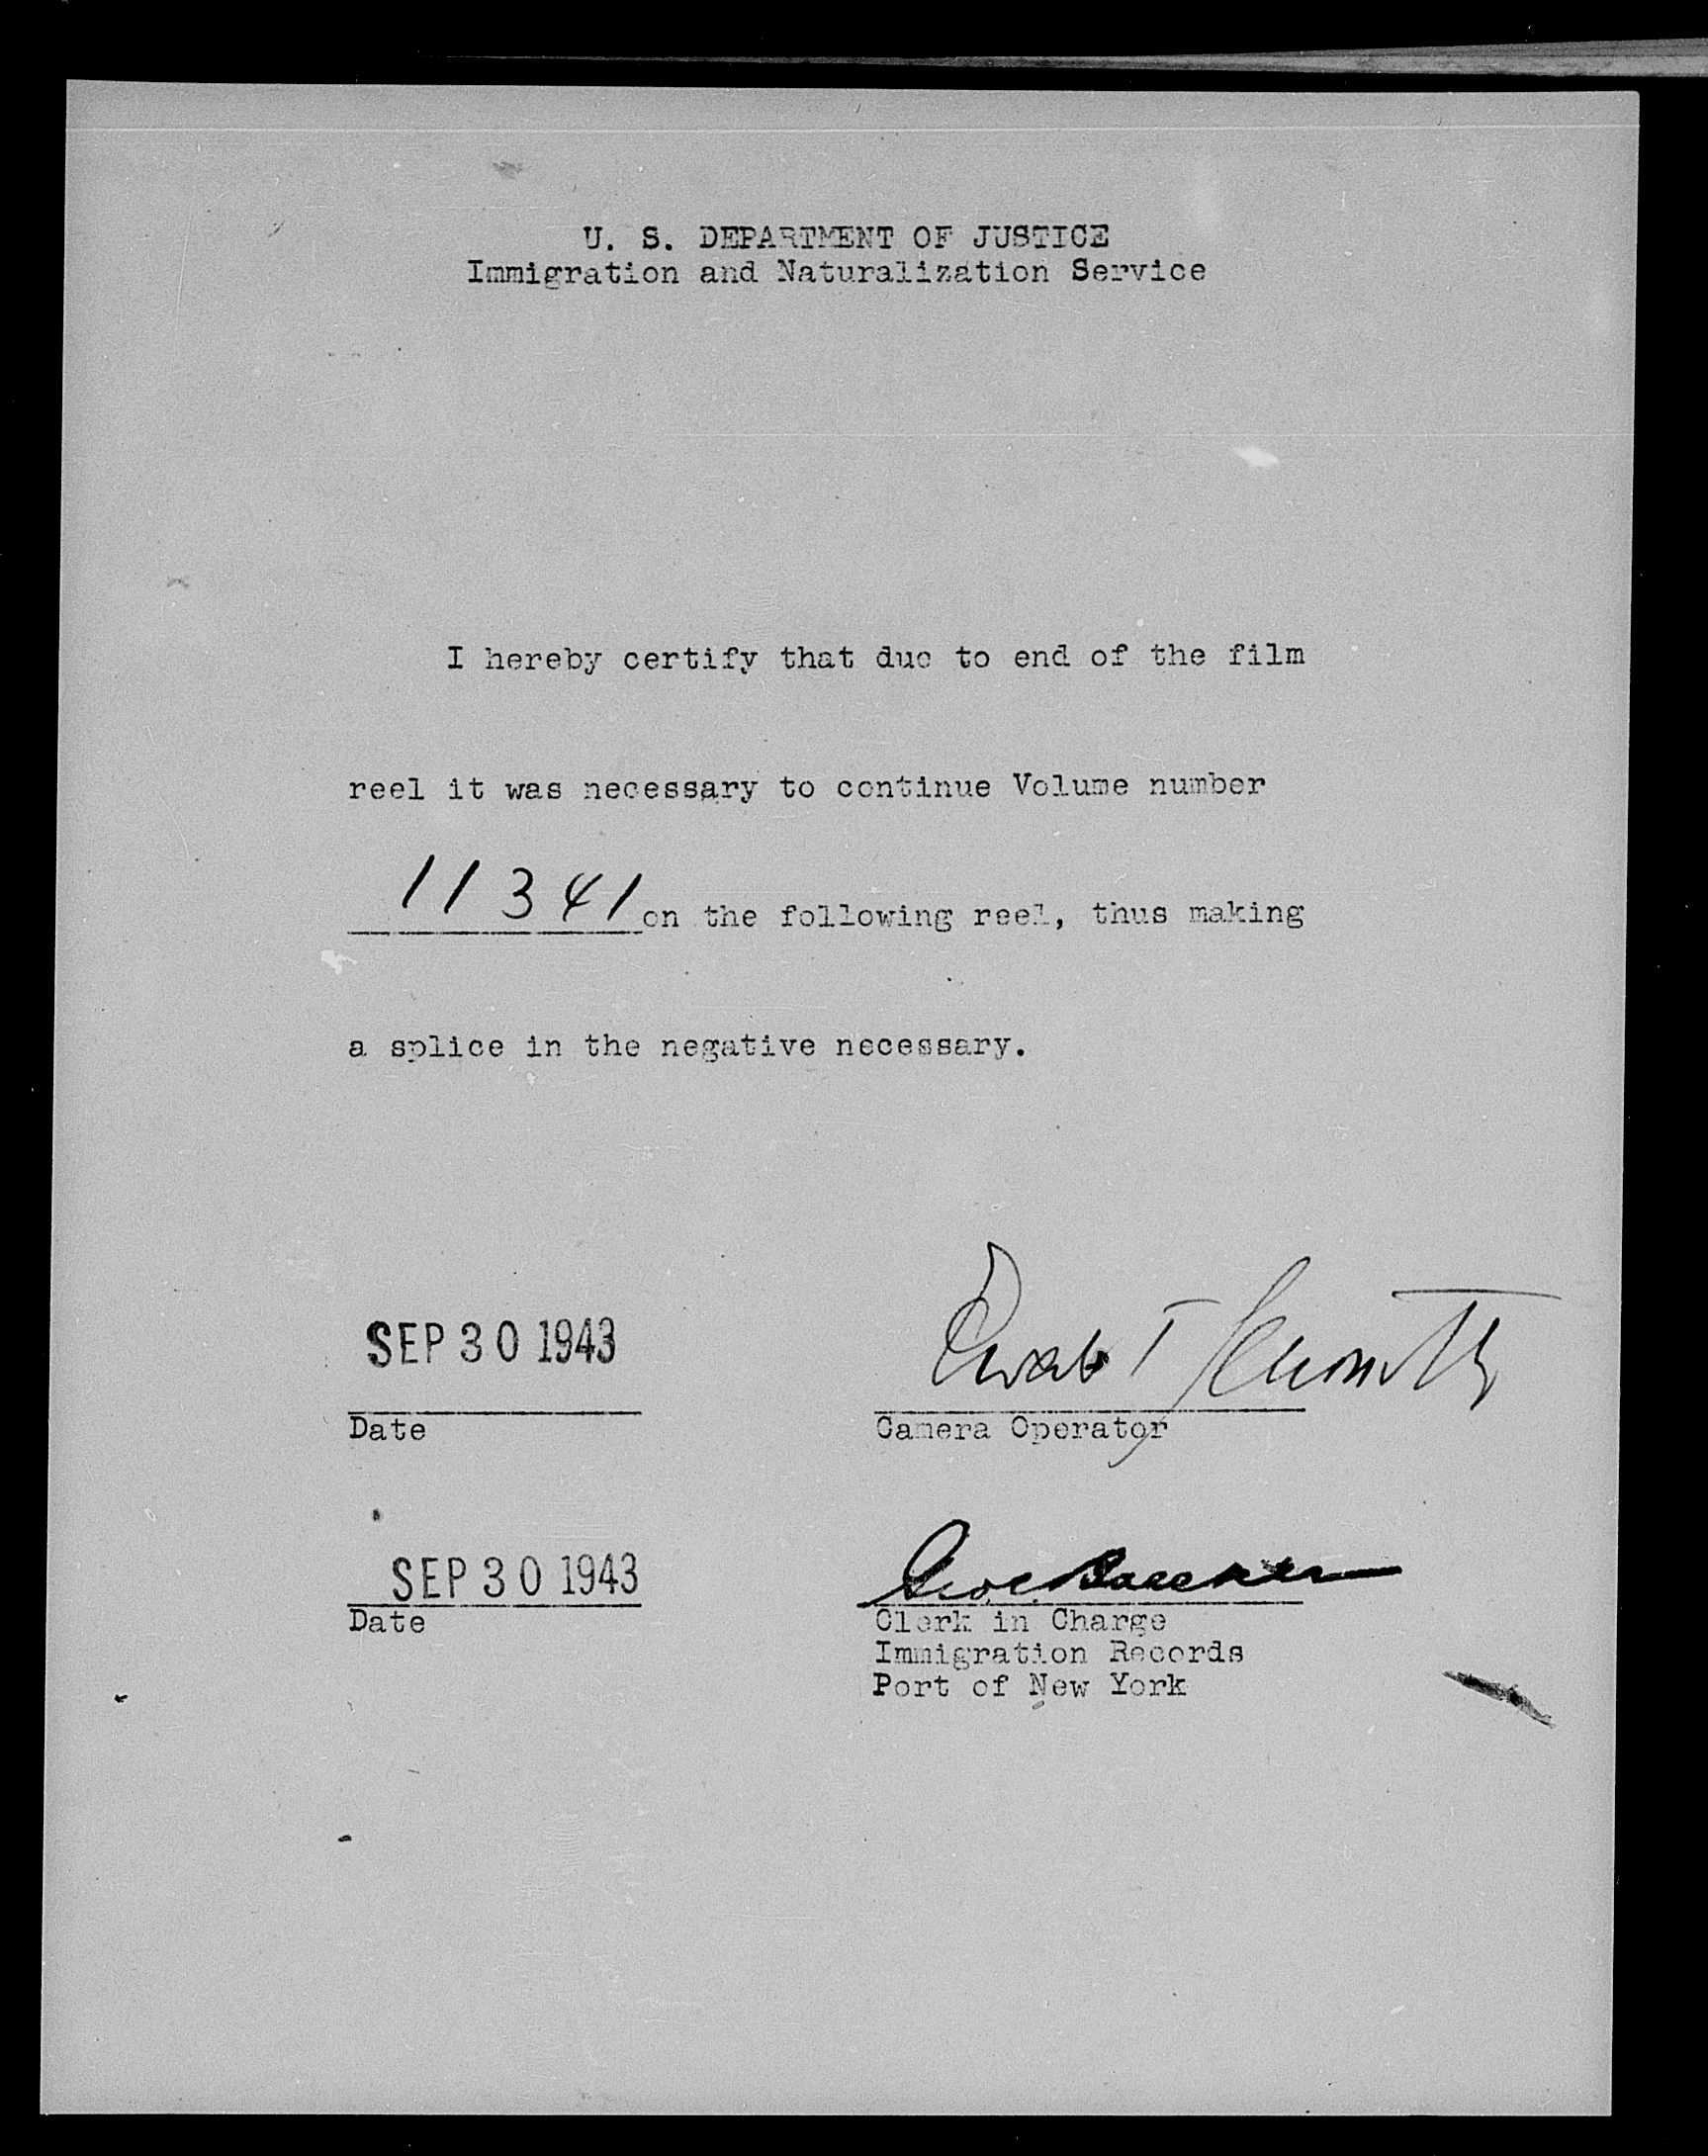 U. S. DEPARTMENT OF JUSTICE
Immigration and Naturalization Service
I hereby certify that due to end of the film
reel it was necessary to continue Volume number
11341 on the following reel, thus making
a splice in the negative necessary.
SEP 30 1943
Date
Camera Operator
SEP 30 1943
Date
Clerk in Charge
Immigration Records
Port of New York